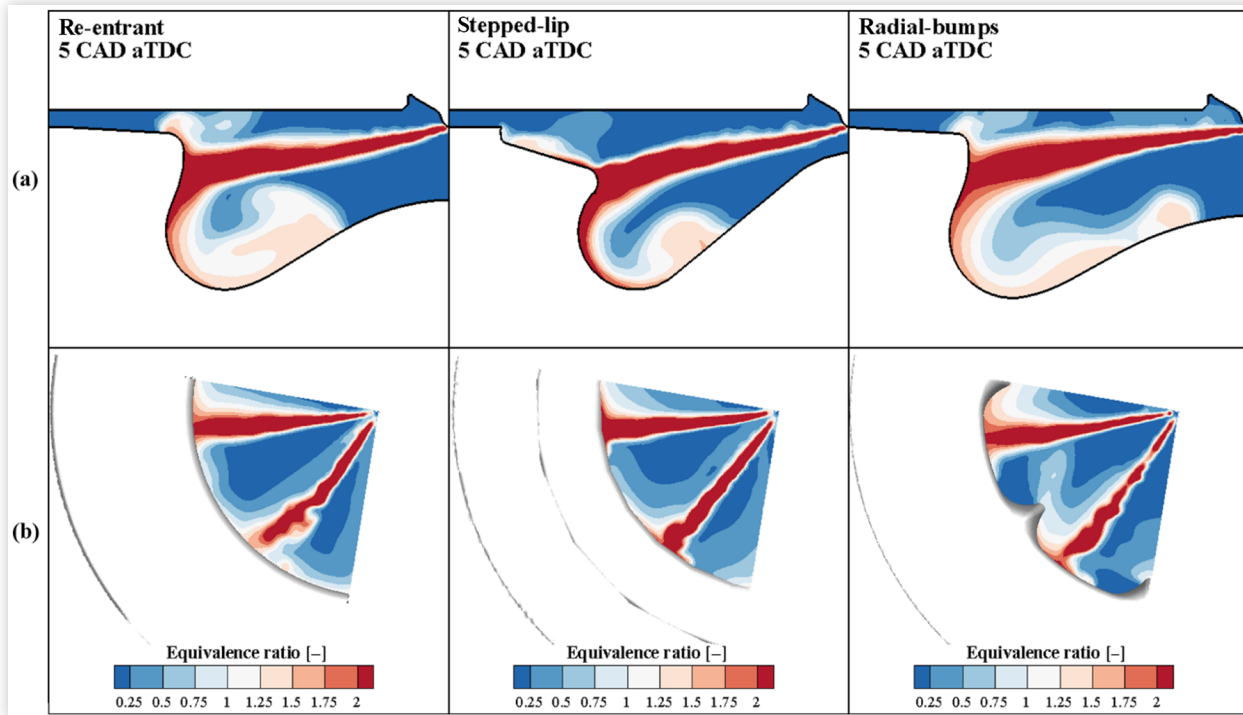 Re-entrant
5 CAD aTDC
Stepped-lip
5 CAD aTDC
Radial-bumps
5 CAD aTDC
(a)
(b)
Equivalence ratio [–]
0.25 0.5 0.75 1 1.25 1.5 1.75 2
Equivalence ratio [–]
0.25 0.5 0.75 1 1.25 1.5 1.75 2
Equivalence ratio [–]
0.25 0.5 0.75 1 1.25 1.5 1.75 2